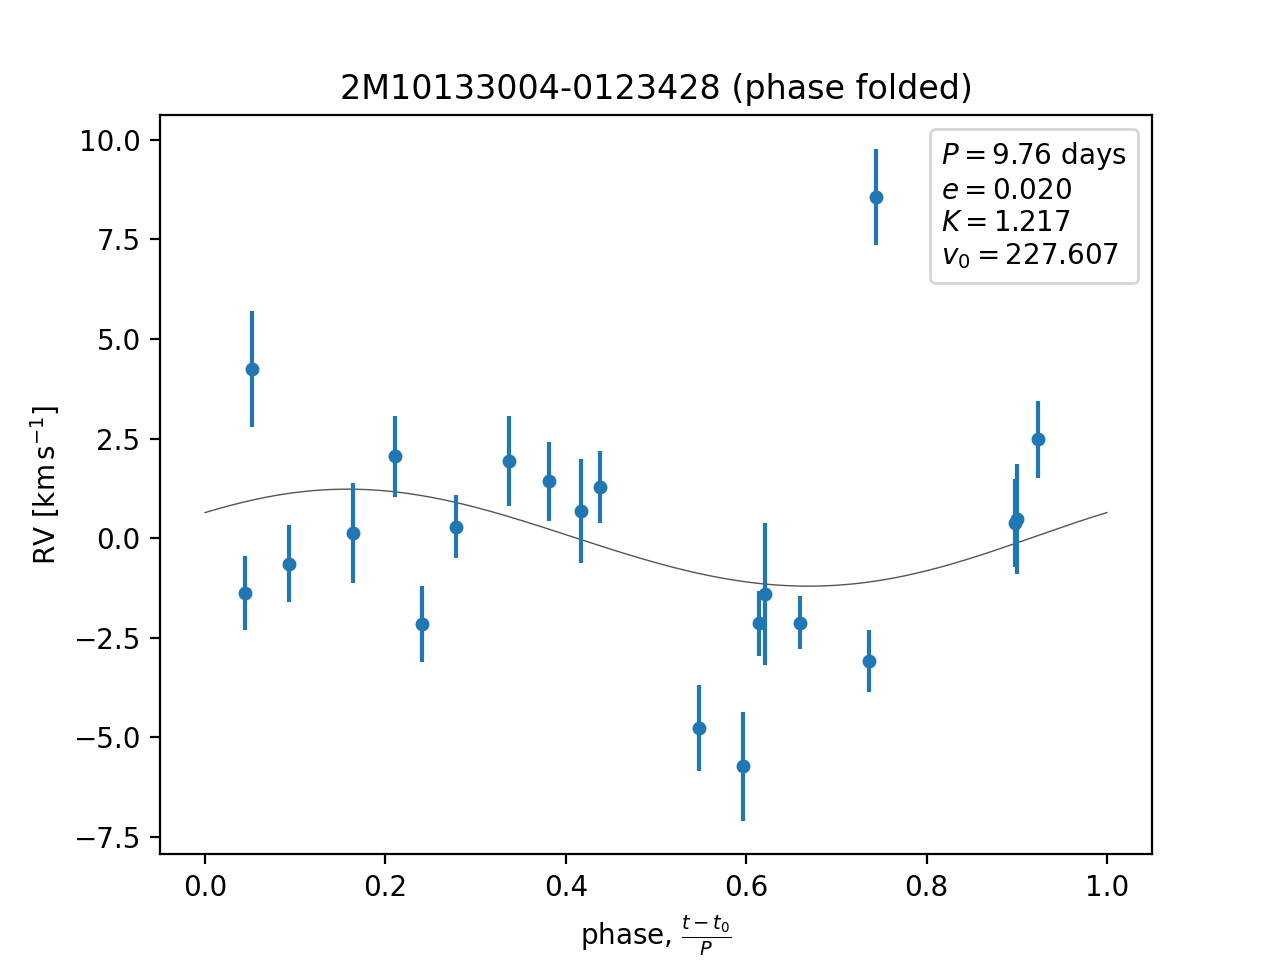 2M10133004-0123428 (phase folded)
P = 9.76 days
e = 0.020
K = 1.217
v₀ = 227.607
RV [km s⁻¹]
10.0
7.5
5.0
2.5
0.0
−2.5
−5.0
−7.5
0.0 0.2 0.4 0.6 0.8 1.0
phase, (t − t₀)/P